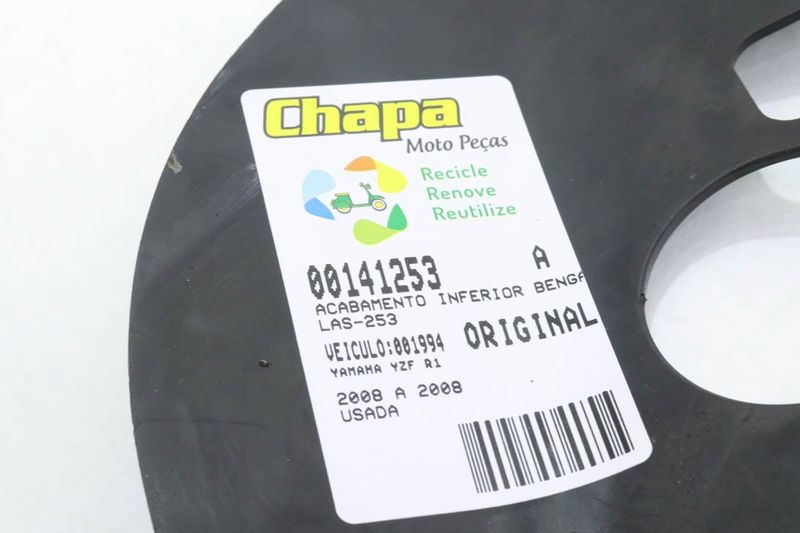 Chapa
Moto Peças
Recicle
Renove
Reutilize
00141253 A
ACABAMENTO INFERIOR BENGA
LAS-253
VEICULO:001994 ORIGINAL
YAMAHA YZF R1
2008 A 2008
USADA